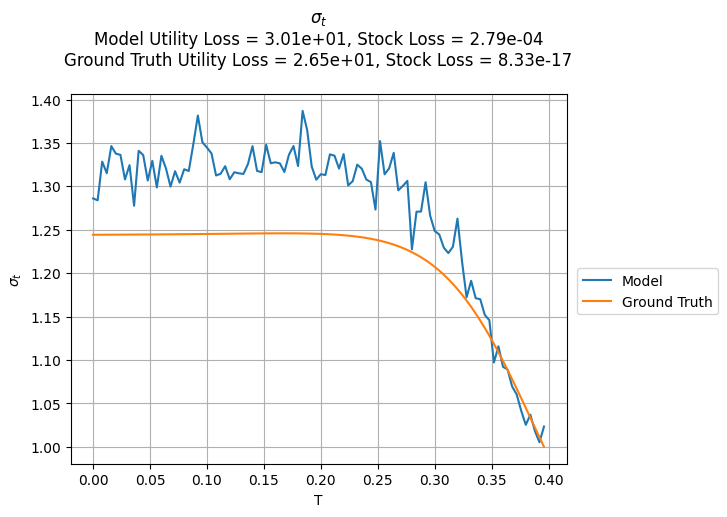 σt
Model Utility Loss = 3.01e+01, Stock Loss = 2.79e-04
Ground Truth Utility Loss = 2.65e+01, Stock Loss = 8.33e-17
1.40
1.35
1.30
1.25
1.20
1.15
1.10
1.05
1.00
σt
0.00 0.05 0.10 0.15 0.20 0.25 0.30 0.35 0.40
T
Model
Ground Truth